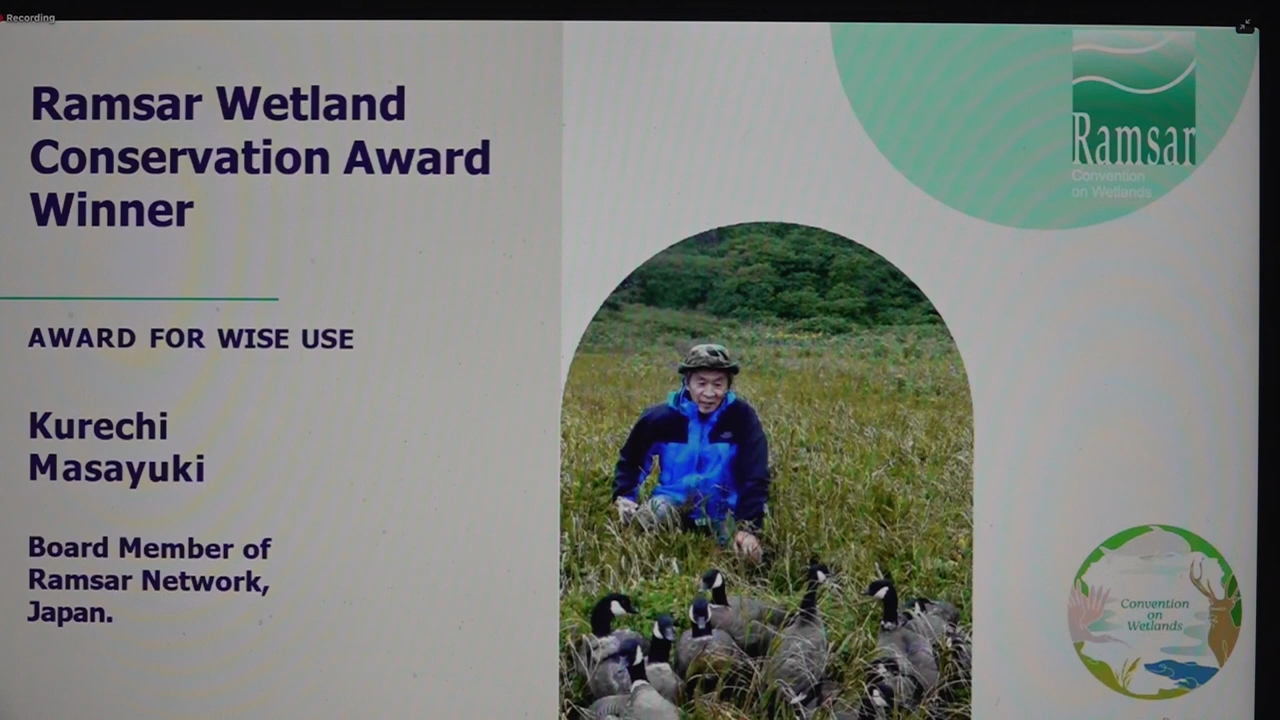 Recording
Ramsar Wetland
Conservation Award
Winner
AWARD FOR WISE USE
Kurechi
Masayuki
Board Member of
Ramsar Network,
Japan.
Ramsar
Convention
on Wetlands
Convention
on
Wetlands